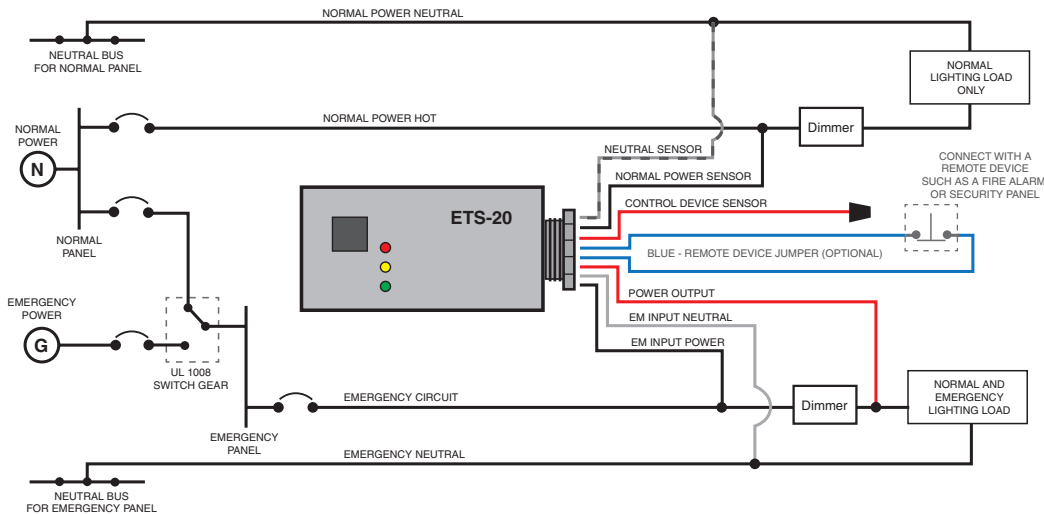 NORMAL POWER NEUTRAL
NEUTRAL BUS
FOR NORMAL PANEL
NORMAL
LIGHTING LOAD
ONLY
NORMAL
POWER
N
NORMAL POWER HOT
Dimmer
NEUTRAL SENSOR
NORMAL POWER SENSOR
CONNECT WITH A
REMOTE DEVICE
SUCH AS A FIRE ALARM
OR SECURITY PANEL
CONTROL DEVICE SENSOR
ETS-20
NORMAL
PANEL
BLUE - REMOTE DEVICE JUMPER (OPTIONAL)
POWER OUTPUT
EM INPUT NEUTRAL
EM INPUT POWER
EMERGENCY
POWER
G
UL 1008
SWITCH GEAR
EMERGENCY CIRCUIT
Dimmer
NORMAL AND
EMERGENCY
LIGHTING LOAD
EMERGENCY
PANEL
EMERGENCY NEUTRAL
NEUTRAL BUS
FOR EMERGENCY PANEL